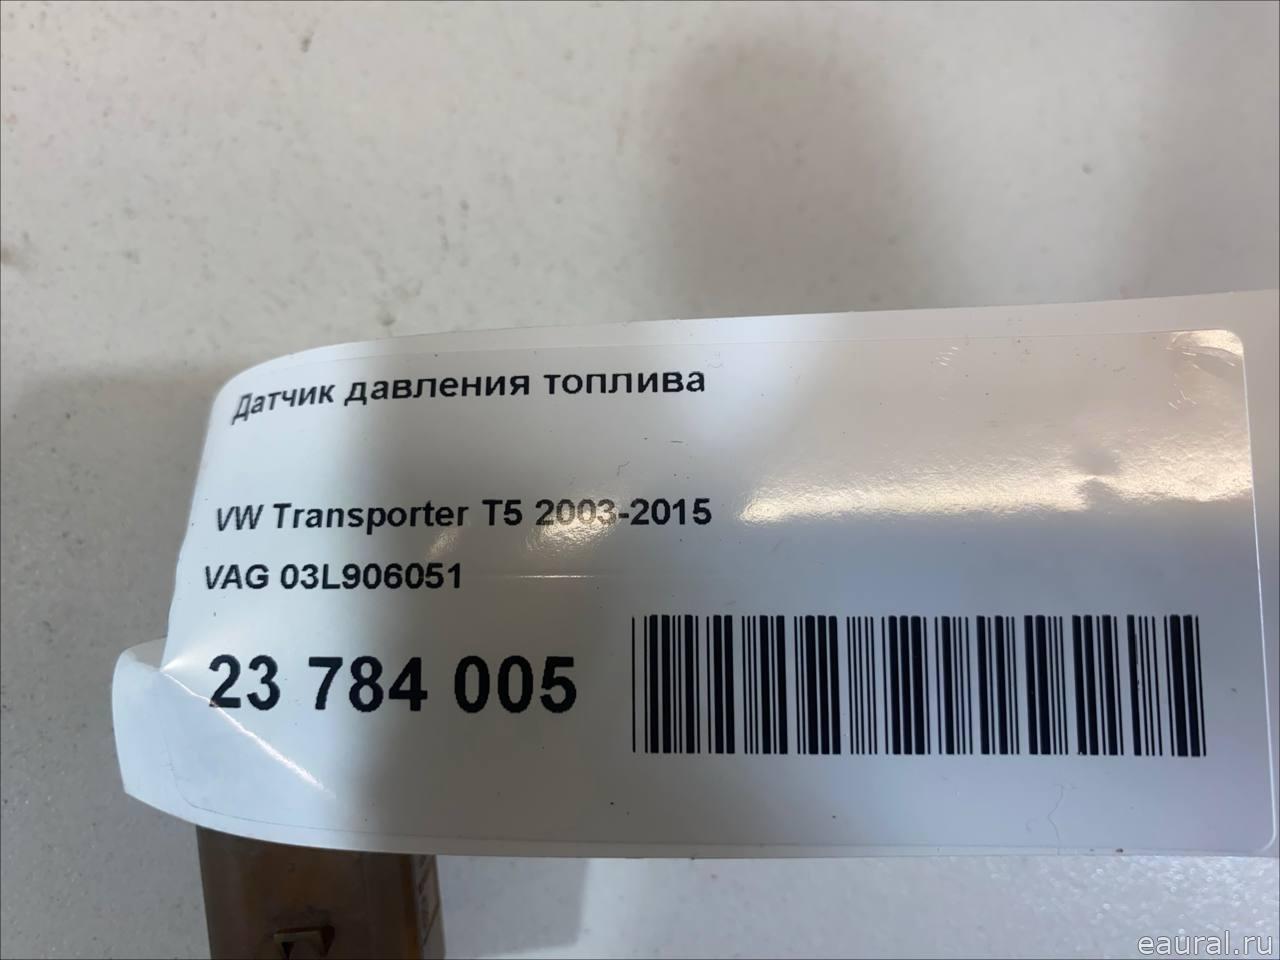 Датчик давления топлива
VW Transporter T5 2003-2015
VAG 03L906051
23 784 005
eaural.ru